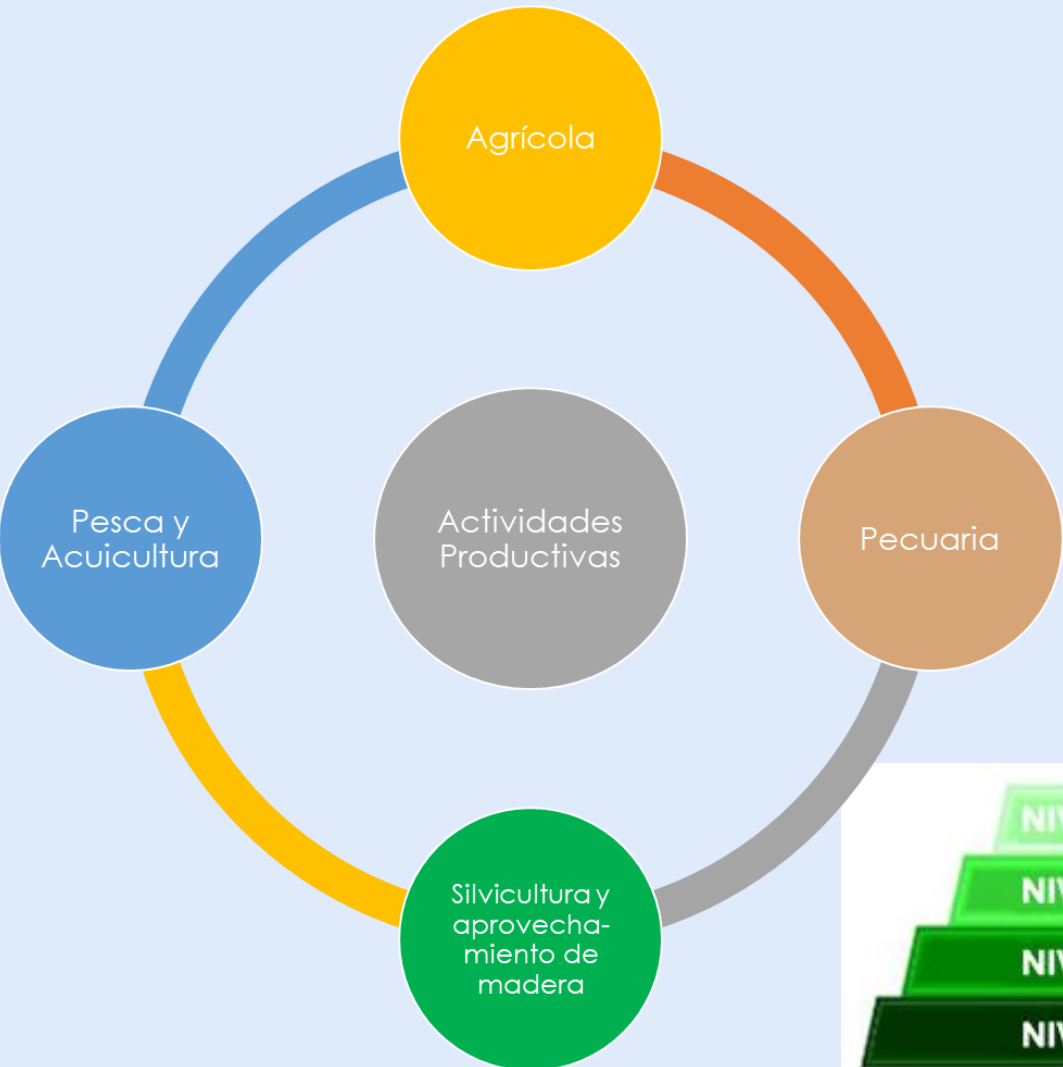 Agrícola
Pesca y
Acuicultura
Actividades
Productivas
Pecuaria
Silvicultura y
aprovecha-
miento de
madera